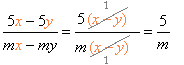 (5x − 5y)/(mx − my) = 5(x − y)/m(x − y) = 5/m
1
1